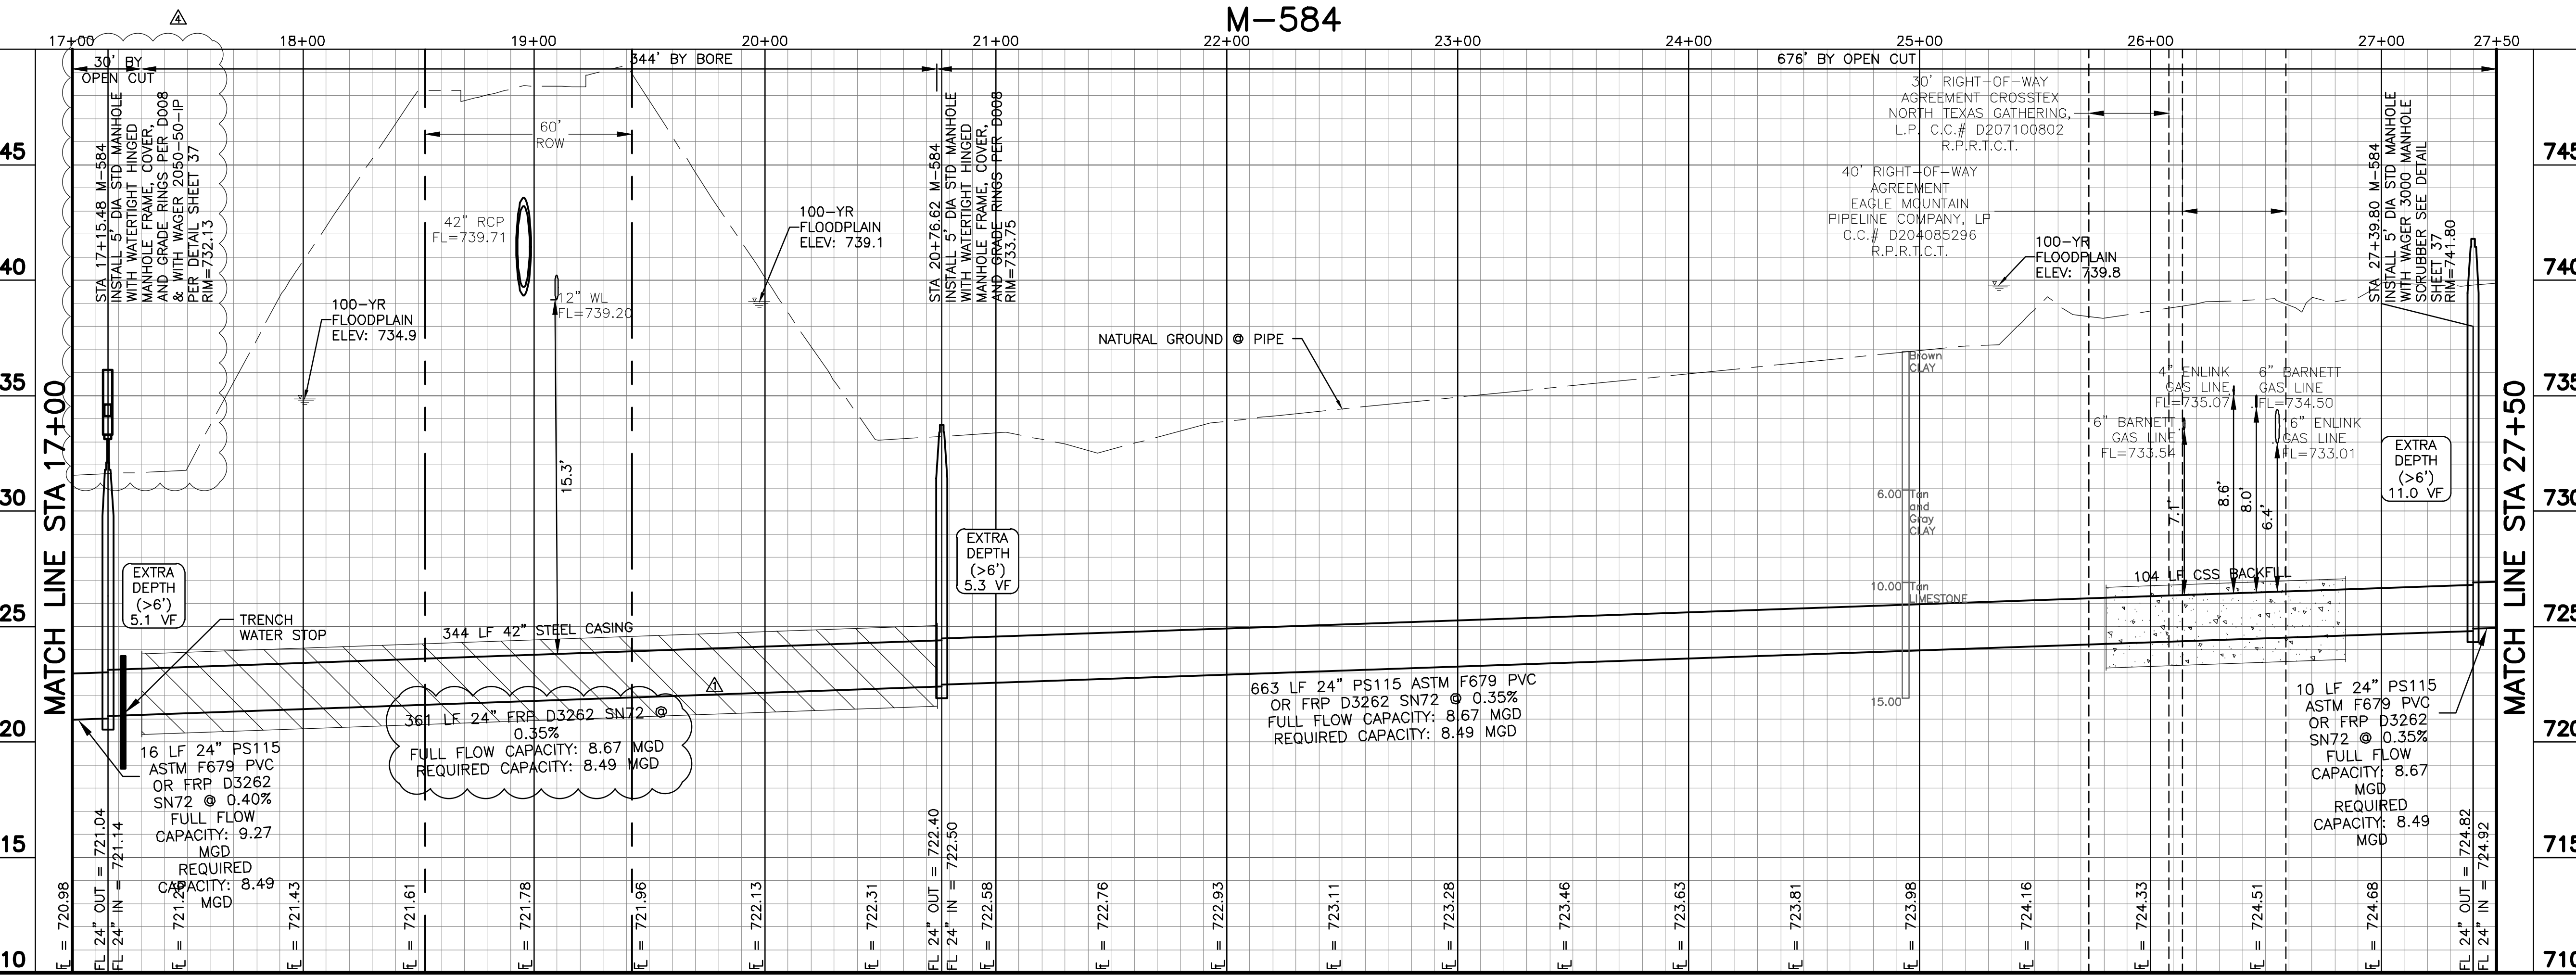 M-584
4
17+00
18+00
19+00
20+00
21+00
22+00
23+00
24+00
25+00
26+00
27+00
27+50
30' BY
OPEN CUT
344' BY BORE
676' BY OPEN CUT
STA 17+15.48 M-584
INSTALL 5' DIA STD MANHOLE
WITH WATERTIGHT HINGED
MANHOLE FRAME, COVER,
AND GRADE RINGS PER D008
& WITH WAGER 2050-50-IP
PER DETAIL SHEET 37
RIM=732.13
60'
ROW
42" RCP
FL=739.71
12" WL
FL=739.20
100-YR
FLOODPLAIN
ELEV: 734.9
15.3'
100-YR
FLOODPLAIN
ELEV: 739.1
STA 20+76.62 M-584
INSTALL 5' DIA STD MANHOLE
WITH WATERTIGH HINGED
MANHOLE FRAME, COVER,
AND GRADE RINGS PER D008
RIM=733.75
NATURAL GROUND @ PIPE
30' RIGHT-OF-WAY
AGREEMENT CROSSTEX
NORTH TEXAS GATHERING,
L.P. C.C.# D207100802
R.P.R.T.C.T.
40' RIGHT-OF-WAY
AGREEMENT
EAGLE MOUNTAIN
PIPELINE COMPANY, LP
C.C.# D204085296
R.P.R.T.C.T.
100-YR
FLOODPLAIN
ELEV: 739.8
STA 27+39.80 M-584
INSTALL 5' DIA STD MANHOLE
WITH WAGER 3000 MANHOLE
SCRUBBER SEE DETAIL
SHEET 37
RIM=741.80
4" ENLINK
GAS LINE
FL=735.07
6" BARNETT
GAS LINE
FL=734.50
6" BARNETT
GAS LINE
FL=733.54
16" ENLINK
GAS LINE
FL=733.01
7.1'
8.6'
8.0'
6.4'
Brown
CLAY
6.00
Tan
and
Gray
CLAY
10.00
Tan
LIMESTONE
15.00
EXTRA
DEPTH
(>6')
5.1 VF
EXTRA
DEPTH
(>6')
5.3 VF
EXTRA
DEPTH
(>6')
11.0 VF
TRENCH
WATER STOP
344 LF 42" STEEL CASING
104 LF CSS BACKFILL
1
16 LF 24" PS115
ASTM F679 PVC
OR FRP D3262
SN72 @ 0.40%
FULL FLOW
CAPACITY: 9.27
MGD
REQUIRED
CAPACITY: 8.49
MGD
361 LF 24" FRP D3262 SN72 @
0.35%
FULL FLOW CAPACITY: 8.67 MGD
REQUIRED CAPACITY: 8.49 MGD
663 LF 24" PS115 ASTM F679 PVC
OR FRP D3262 SN72 @ 0.35%
FULL FLOW CAPACITY: 8.67 MGD
REQUIRED CAPACITY: 8.49 MGD
10 LF 24" PS115
ASTM F679 PVC
OR FRP D3262
SN72 @ 0.35%
FULL FLOW
CAPACITY: 8.67
MGD
REQUIRED
CAPACITY: 8.49
MGD
MATCH LINE STA 17+00
MATCH LINE STA 27+50
45
40
35
30
25
20
15
10
745
740
735
730
725
720
715
710
FL = 720.98
FL 24" OUT = 721.04
FL 24" IN = 721.14
FL = 721.26
FL = 721.43
FL = 721.61
FL = 721.78
FL = 721.96
FL = 722.13
FL = 722.31
FL 24" OUT = 722.40
FL 24" IN = 722.50
FL = 722.58
FL = 722.76
FL = 722.93
FL = 723.11
FL = 723.28
FL = 723.46
FL = 723.63
FL = 723.81
FL = 723.98
FL = 724.16
FL = 724.33
FL = 724.51
FL = 724.68
FL 24" OUT = 724.82
FL 24" IN = 724.92